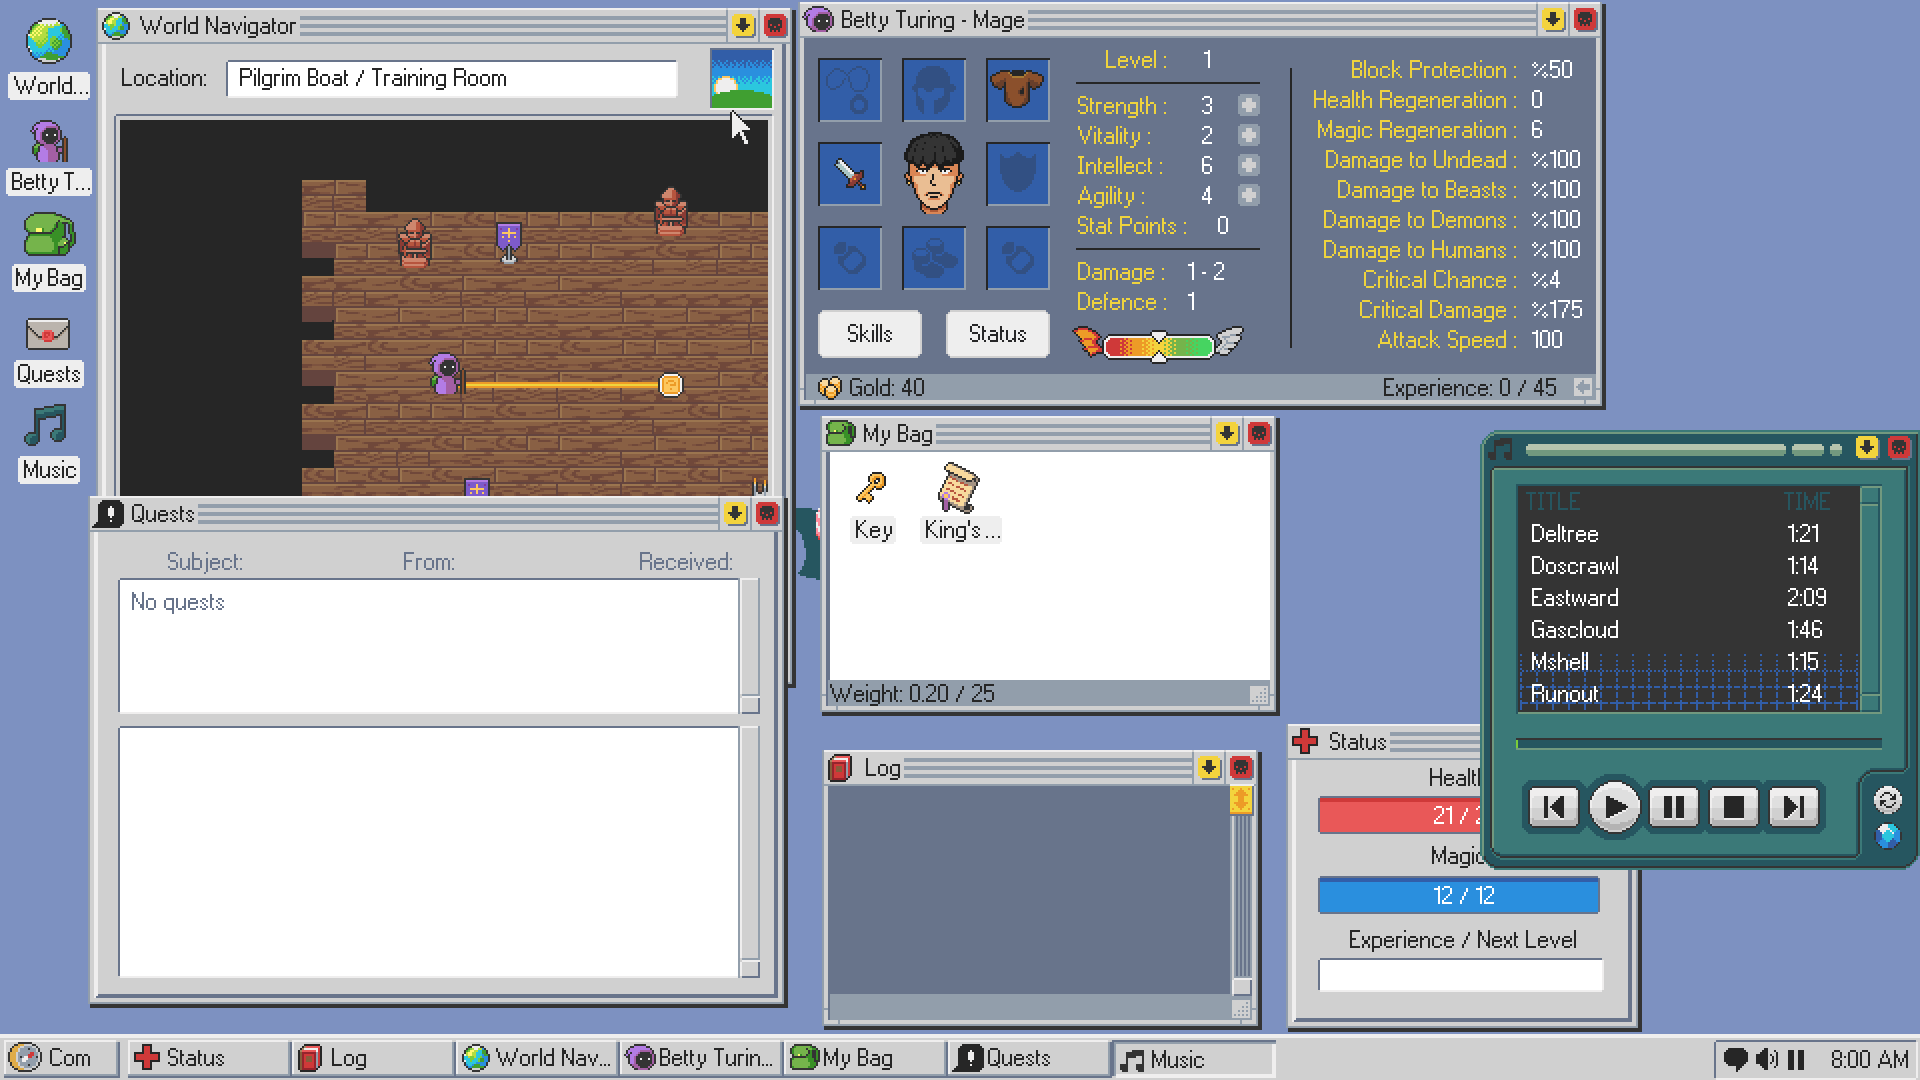 World Navigator
Location: Pilgrim Boat / Training Room
World...
Betty T...
My Bag
Quests
Music
Betty Turing - Mage
Level : 1
Strength : 3
Vitality : 2
Intellect : 6
Agility : 4
Stat Points : 0
Damage : 1 - 2
Defence : 1
Block Protection : %50
Health Regeneration : 0
Magic Regeneration : 6
Damage to Undead : %100
Damage to Beasts : %100
Damage to Demons : %100
Damage to Humans : %100
Critical Chance : %4
Critical Damage : %175
Attack Speed : 100
Skills
Status
Gold: 40
Experience: 0 / 45
My Bag
Key
King's ...
Weight: 0.20 / 25
Quests
Subject: From: Received:
No quests
Log
TITLE TIME
Deltree 1:21
Doscrawl 1:14
Eastward 2:09
Gascloud 1:46
Mshell 1:15
Runout 1:24
Status
Health
21 /
Magic
12 / 12
Experience / Next Level
Com
Status
Log
World Nav...
Betty Turin...
My Bag
Quests
Music
8:00 AM